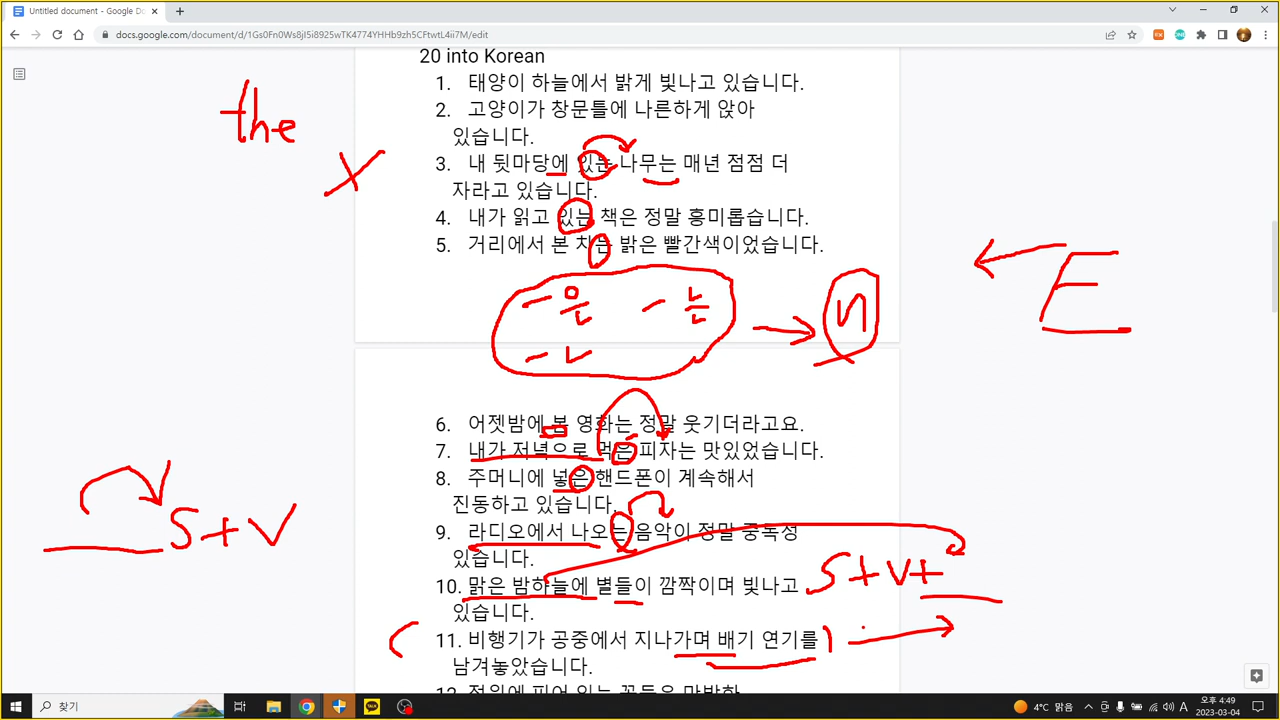 Untitled document
docs.google.com/document/d/1Gs0Fn0Ws8jI5i8925wTK4774YHHb9zh5CFtwtL4ii7M/edit
20 into Korean
the
X
1. 태양이 하늘에서 밝게 빛나고 있습니다.
2. 고양이가 창문틀에 나른하게 앉아
있습니다.
3. 내 뒷마당에 있는 나무는 매년 점점 더
자라고 있습니다.
4. 내가 읽고 있는 책은 정말 흥미롭습니다.
5. 거리에서 본 차는 밝은 빨간색이었습니다.
E
-은 -는 → n
-ㄴ
6. 어젯밤에 봄 영화는 정말 웃기더라고요.
7. 내가 저녁으로 먹은 피자는 맛있었습니다.
8. 주머니에 넣은 핸드폰이 계속해서
진동하고 있습니다.
S+V
9. 라디오에서 나오는 음악이 정말 중독성
있습니다.
S+V+
10. 맑은 밤하늘에 별들이 깜짝이며 빛나고
있습니다.
11. 비행기가 공중에서 지나가며 배기 연기를
남겨놓았습니다.
찾기
4°C 맑음
A
오후 4:49
2023-03-04